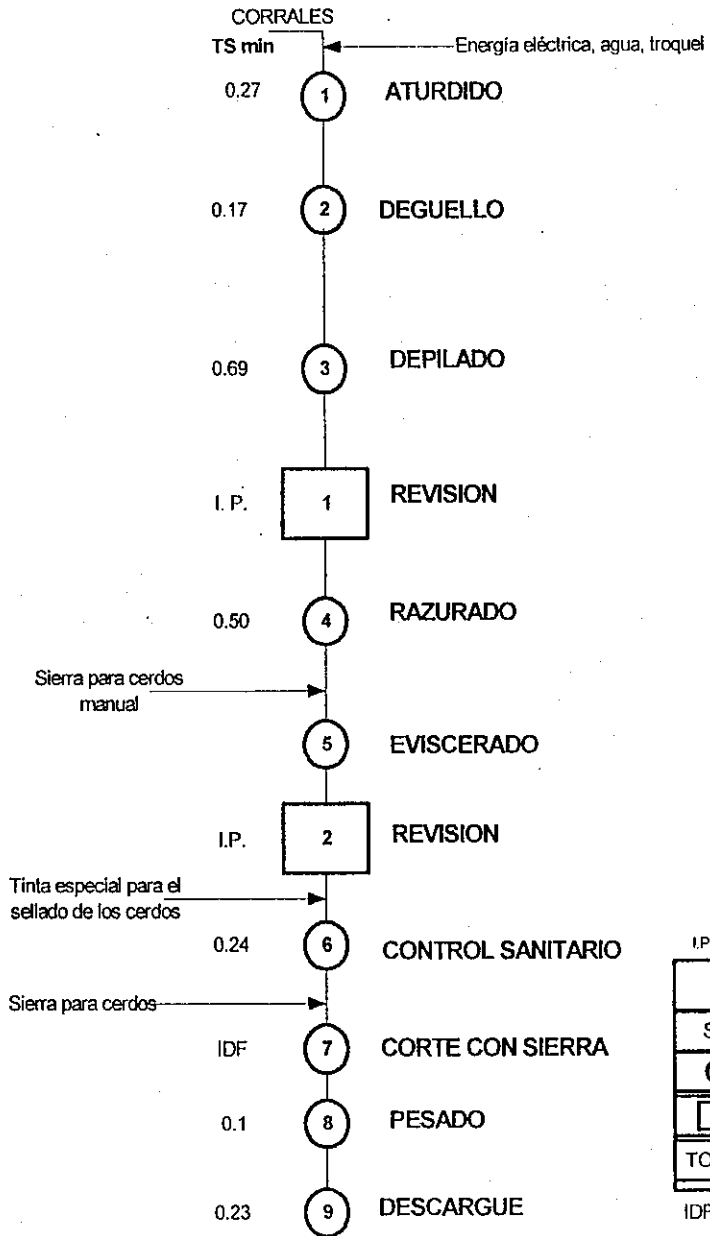 CORRALES
TS min
Energía eléctrica, agua, troquel
0.27 1 ATURDIDO
0.17 2 DEGUELLO
0.69 3 DEPILADO
I. P. 1 REVISION
0.50 4 RAZURADO
Sierra para cerdos
manual
5 EVISCERADO
I.P. 2 REVISION
Tinta especial para el
sellado de los cerdos
0.24 6 CONTROL SANITARIO
Sierra para cerdos
IDF 7 CORTE CON SIERRA
0.1 8 PESADO
0.23 9 DESCARGUE
I.P
S
TO
IDF